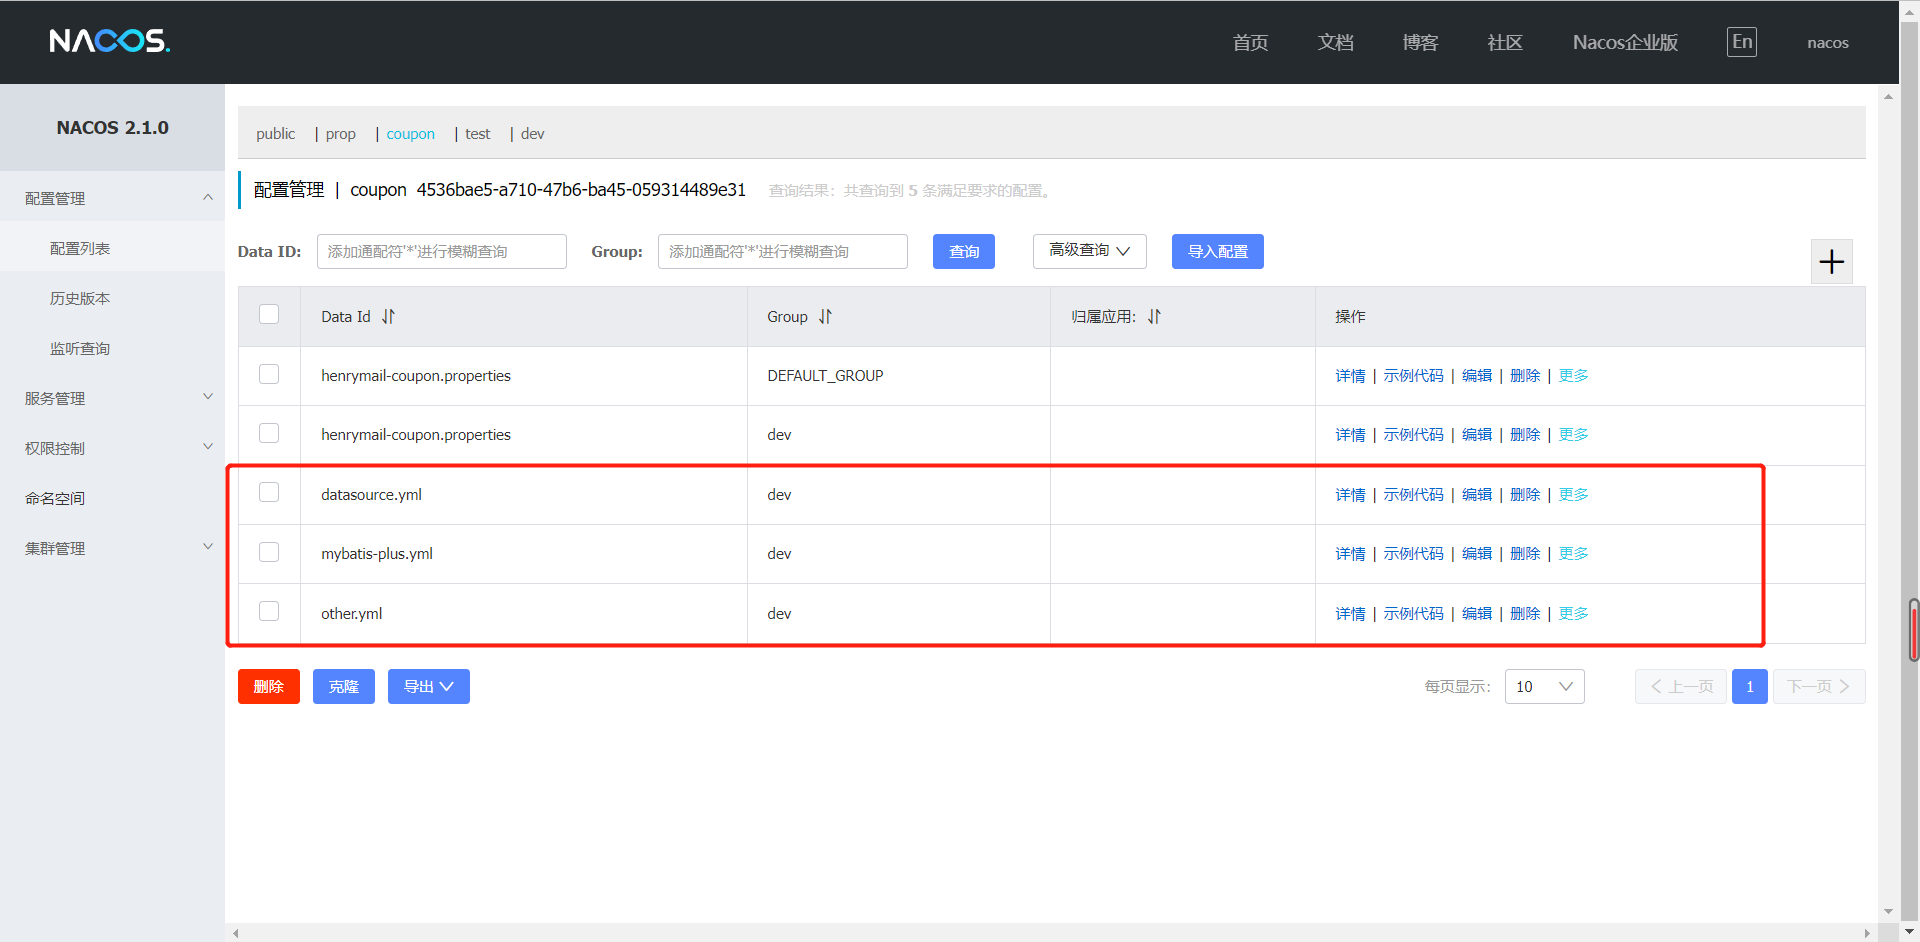 NACOS.
首页 文档 博客 社区 Nacos企业版 En nacos
NACOS 2.1.0
配置管理
配置列表
历史版本
监听查询
服务管理
权限控制
命名空间
集群管理
public | prop | coupon | test | dev
配置管理 | coupon 4536bae5-a710-47b6-ba45-059314489e31 查询结果：共查询到 5 条满足要求的配置。
Data ID: 添加通配符'*'进行模糊查询 Group: 添加通配符'*'进行模糊查询 查询 高级查询 导入配置
Data Id Group 归属应用: 操作
henrymail-coupon.properties DEFAULT_GROUP 详情 | 示例代码 | 编辑 | 删除 | 更多
henrymail-coupon.properties dev 详情 | 示例代码 | 编辑 | 删除 | 更多
datasource.yml dev 详情 | 示例代码 | 编辑 | 删除 | 更多
mybatis-plus.yml dev 详情 | 示例代码 | 编辑 | 删除 | 更多
other.yml dev 详情 | 示例代码 | 编辑 | 删除 | 更多
删除 克隆 导出 每页显示: 10 上一页 1 下一页